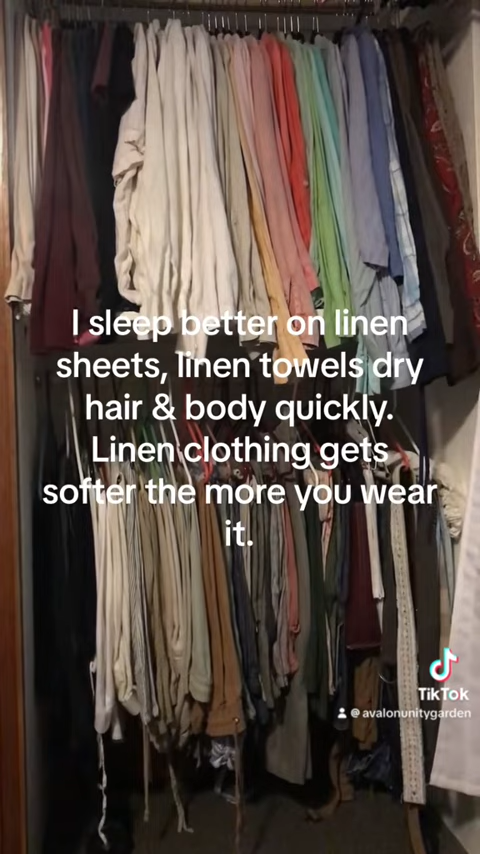 I sleep better on linen
sheets, linen towels dry
hair & body quickly.
Linen clothing gets
softer the more you wear
it.
TikTok
@ avalonunitygarden